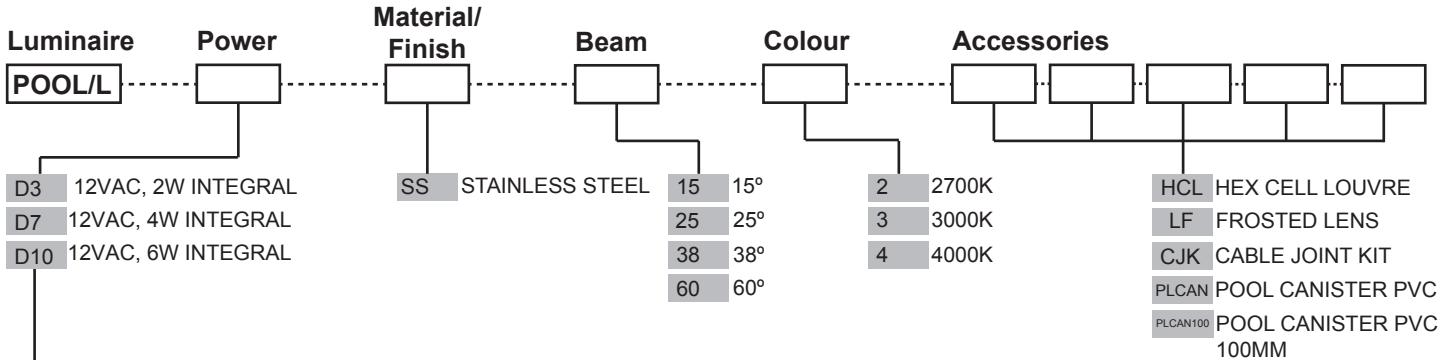 Luminaire Power Material/ Finish Beam Colour Accessories
POOL/L
D3 12VAC, 2W INTEGRAL
D7 12VAC, 4W INTEGRAL
D10 12VAC, 6W INTEGRAL
SS STAINLESS STEEL
15 15º
25 25º
38 38º
60 60º
2 2700K
3 3000K
4 4000K
HCL HEX CELL LOUVRE
LF FROSTED LENS
CJK CABLE JOINT KIT
PLCAN POOL CANISTER PVC
PLCAN100 POOL CANISTER PVC
100MM